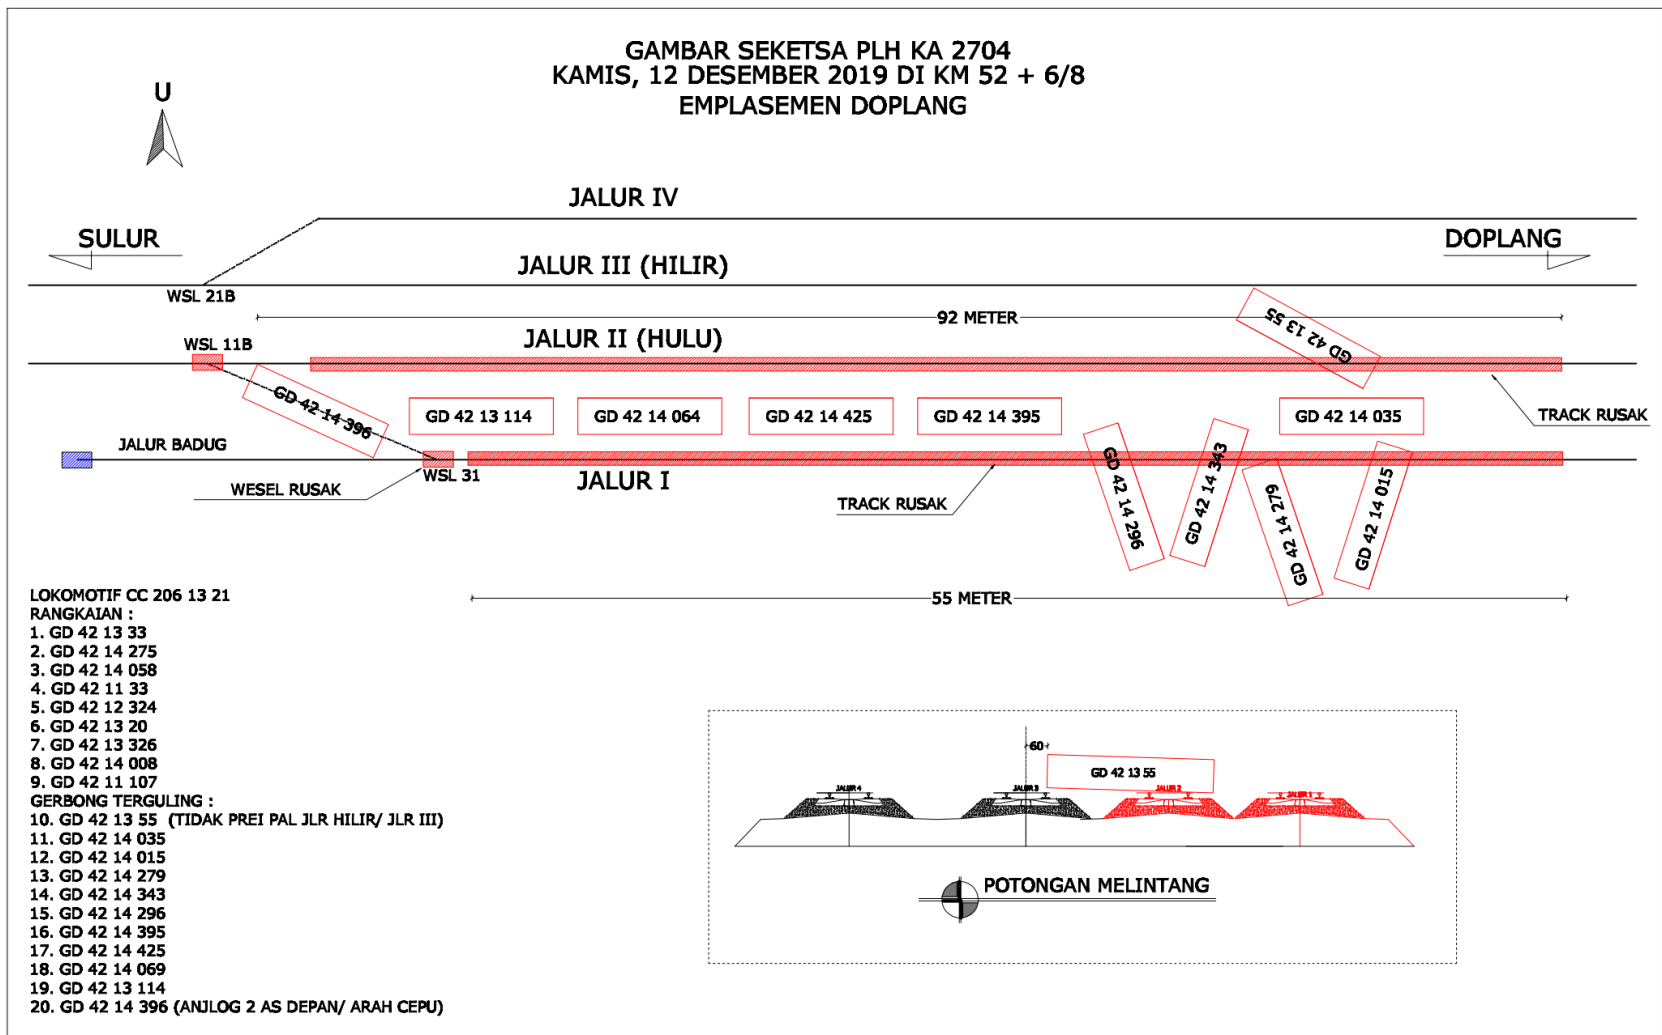 GAMBAR SEKETSA PLH KA 2704
KAMIS, 12 DESEMBER 2019 DI KM 52 + 6/8
EMPLASEMEN DOPLANG
U
JALUR IV
SULUR
DOPLANG
JALUR III (HILIR)
WSL 21B
92 METER
GD 42 13 55
JALUR II (HULU)
WSL 11B
GD 42 14 396
GD 42 13 114
GD 42 14 064
GD 42 14 425
GD 42 14 395
GD 42 14 035
TRACK RUSAK
JALUR BADUG
WSL 31
WESEL RUSAK
JALUR I
TRACK RUSAK
GD 42 14 296
GD 42 14 343
GD 42 14 279
GD 42 14 015
55 METER
LOKOMOTIF CC 206 13 21
RANGKAIAN :
1. GD 42 13 33
2. GD 42 14 275
3. GD 42 14 058
4. GD 42 11 33
5. GD 42 12 324
6. GD 42 13 20
7. GD 42 13 326
8. GD 42 14 008
9. GD 42 11 107
GERBONG TERGULING :
10. GD 42 13 55 (TIDAK PREI PAL JLR HILIR/ JLR III)
11. GD 42 14 035
12. GD 42 14 015
13. GD 42 14 279
14. GD 42 14 343
15. GD 42 14 296
16. GD 42 14 395
17. GD 42 14 425
18. GD 42 14 069
19. GD 42 13 114
20. GD 42 14 396 (ANJLOG 2 AS DEPAN/ ARAH CEPU)
60
GD 42 13 55
JALUR 4
JALUR 3
JALUR 2
JALUR 1
POTONGAN MELINTANG